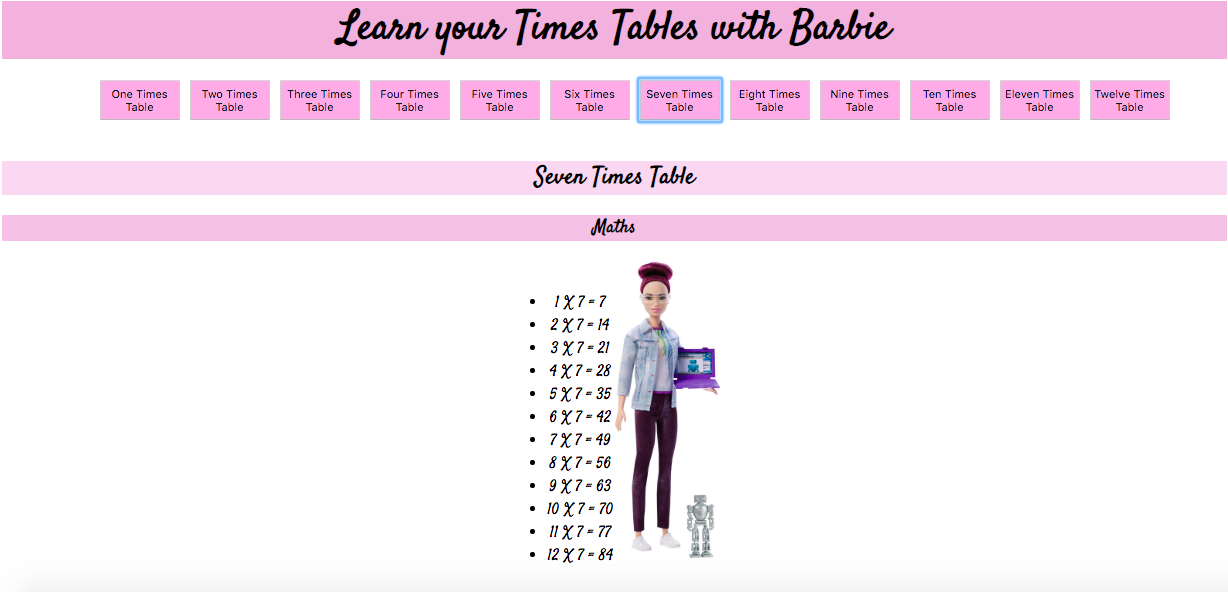 Learn your Times Tables with Barbie
One Times Table
Two Times Table
Three Times Table
Four Times Table
Five Times Table
Six Times Table
Seven Times Table
Eight Times Table
Nine Times Table
Ten Times Table
Eleven Times Table
Twelve Times Table
Seven Times Table
Maths
• 1 X 7 = 7
• 2 X 7 = 14
• 3 X 7 = 21
• 4 X 7 = 28
• 5 X 7 = 35
• 6 X 7 = 42
• 7 X 7 = 49
• 8 X 7 = 56
• 9 X 7 = 63
• 10 X 7 = 70
• 11 X 7 = 77
• 12 X 7 = 84